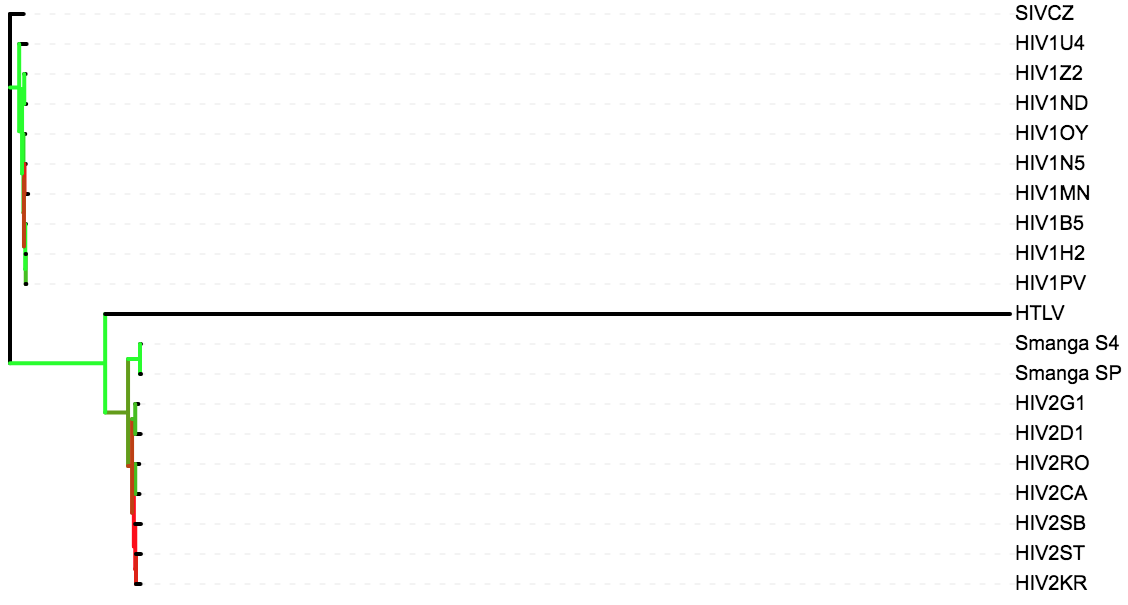 SIVCZ
HIV1U4
HIV1Z2
HIV1ND
HIV1OY
HIV1N5
HIV1MN
HIV1B5
HIV1H2
HIV1PV
HTLV
Smanga S4
Smanga SP
HIV2G1
HIV2D1
HIV2RO
HIV2CA
HIV2SB
HIV2ST
HIV2KR